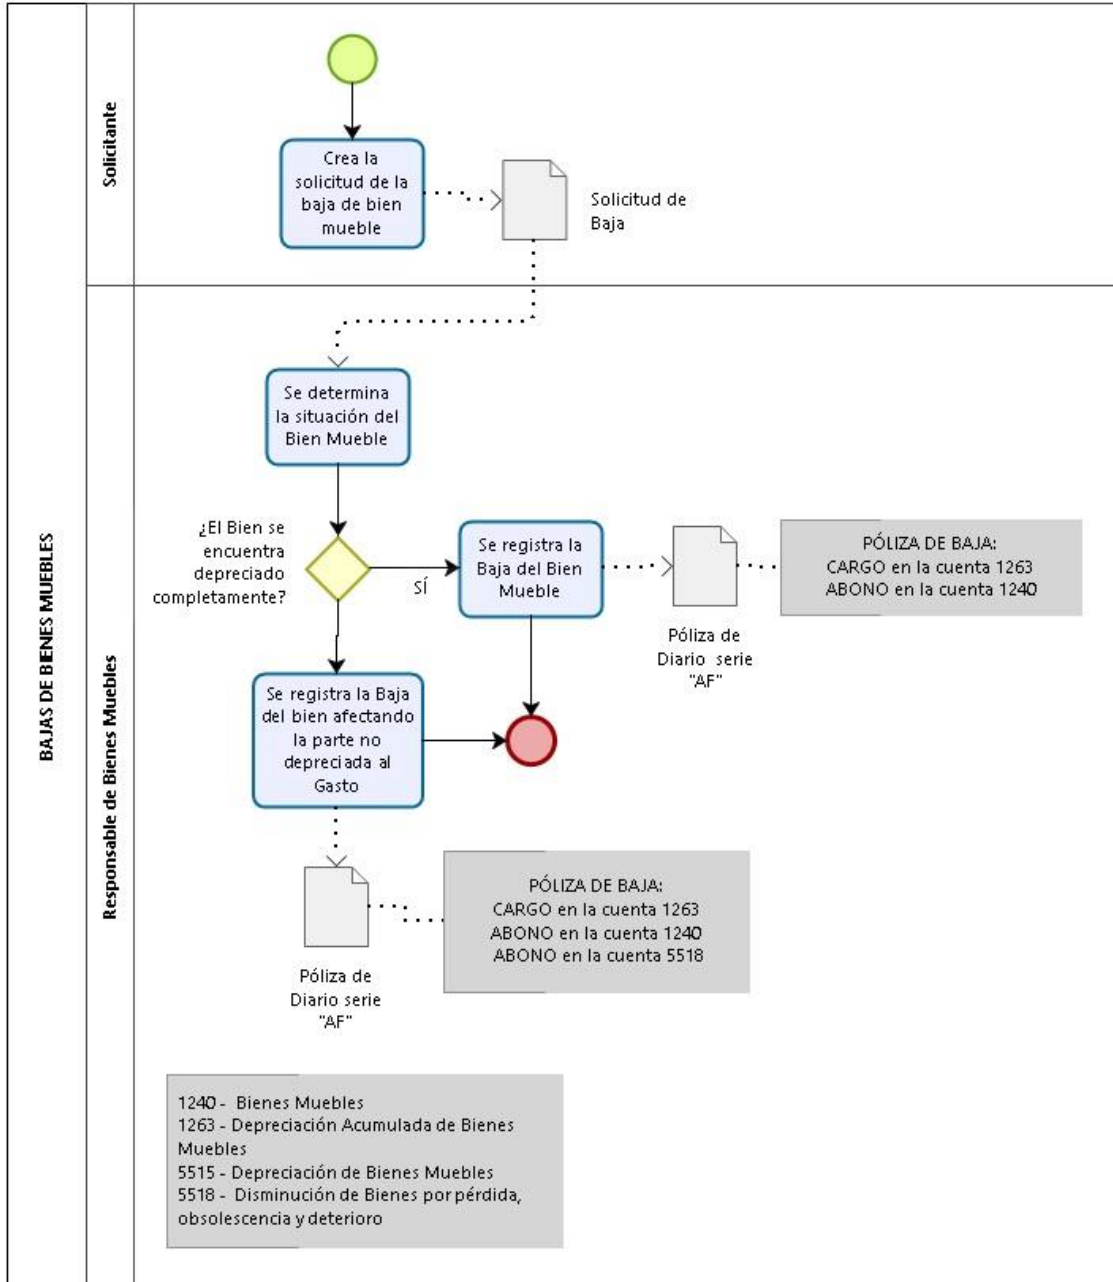 BAJAS DE BIENES MUEBLES
Solicitante
Crea la
solicitud de la
baja de bien
mueble
Solicitud de
Baja
Responsable de Bienes Muebles
Se determina
la situación del
Bien Mueble
¿El Bien se
encuentra
depreciado
completamente?
SÍ
Se registra la
Baja del Bien
Mueble
Póliza de
Diario serie
"AF"
PÓLIZA DE BAJA:
CARGO en la cuenta 1263
ABONO en la cuenta 1240
Se registra la Baja
del bien afectando
la parte no
depreciada al
Gasto
Póliza de
Diario serie
"AF"
PÓLIZA DE BAJA:
CARGO en la cuenta 1263
ABONO en la cuenta 1240
ABONO en la cuenta 5518
1240 - Bienes Muebles
1263 - Depreciación Acumulada de Bienes
Muebles
5515 - Depreciación de Bienes Muebles
5518 - Disminución de Bienes por pérdida,
obsolescencia y deterioro